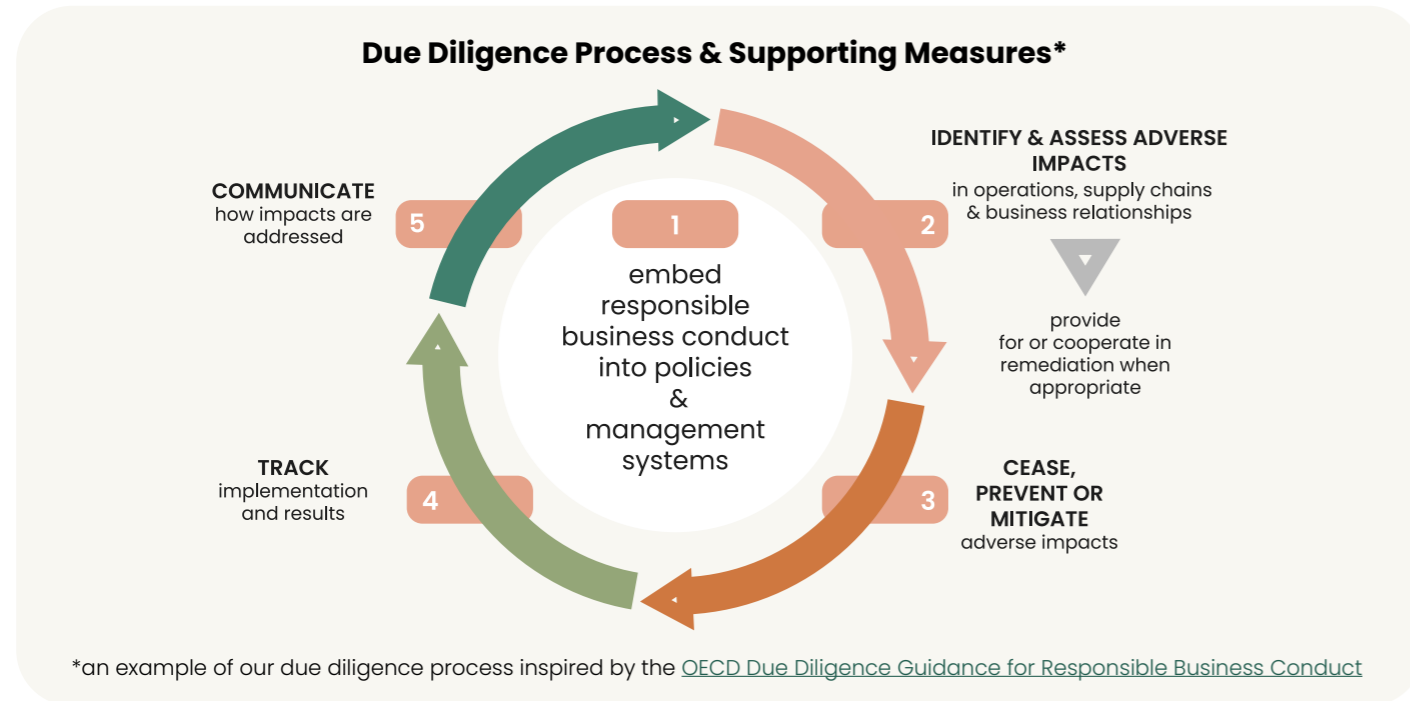 Due Diligence Process & Supporting Measures*
1
embed
responsible
business conduct
into policies
&
management
systems
2
IDENTIFY & ASSESS ADVERSE
IMPACTS
in operations, supply chains
& business relationships
provide
for or cooperate in
remediation when
appropriate
3
CEASE,
PREVENT OR
MITIGATE
adverse impacts
4
TRACK
implementation
and results
5
COMMUNICATE
how impacts are
addressed
*an example of our due diligence process inspired by the OECD Due Diligence Guidance for Responsible Business Conduct